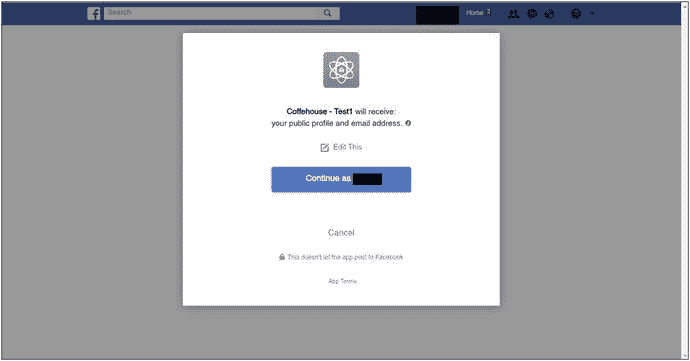 f
Search
Home
Coffehouse - Test1 will receive:
your public profile and email address.
Edit This
Continue as
Cancel
This doesn't let the app post to Facebook
App Terms